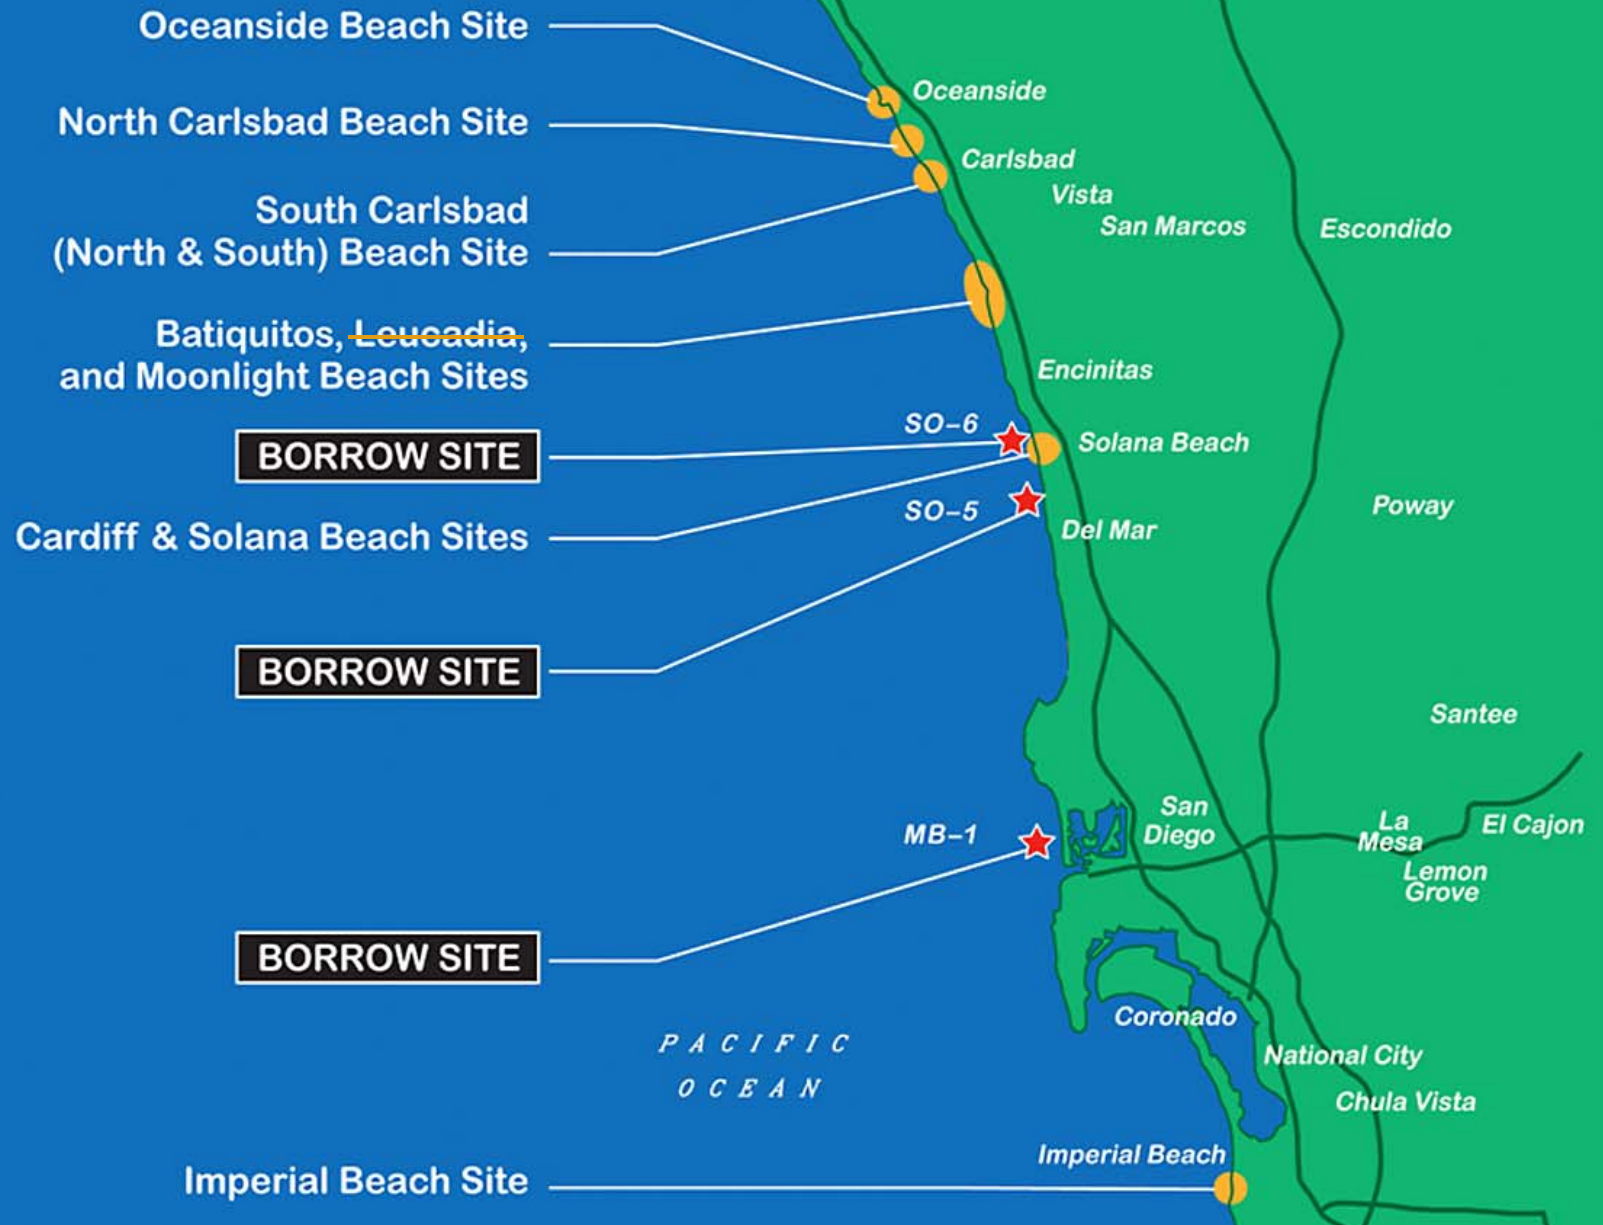 Oceanside Beach Site
North Carlsbad Beach Site
South Carlsbad
(North & South) Beach Site
Batiquitos, Leucadia,
and Moonlight Beach Sites
BORROW SITE
Cardiff & Solana Beach Sites
BORROW SITE
BORROW SITE
Imperial Beach Site
Oceanside
Carlsbad
Vista
San Marcos
Escondido
Encinitas
SO–6
Solana Beach
SO–5
Poway
Del Mar
Santee
MB–1
San
Diego
La
Mesa
El Cajon
Lemon
Grove
Coronado
PACIFIC
OCEAN
National City
Chula Vista
Imperial Beach